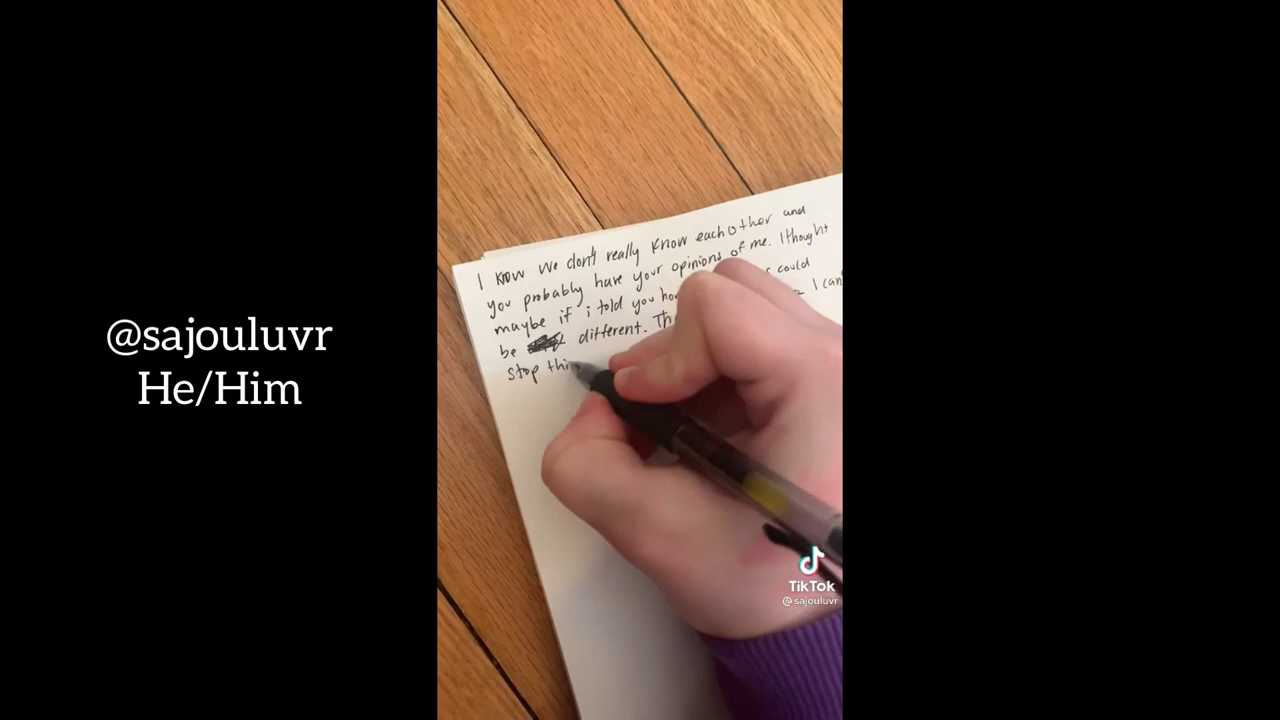 @sajouluvr
He/Him
I know we don't really know each other and
you probably have your opinions of me. I thought
maybe if i told you could
be different. I can
stop
TikTok
@sajouluvr